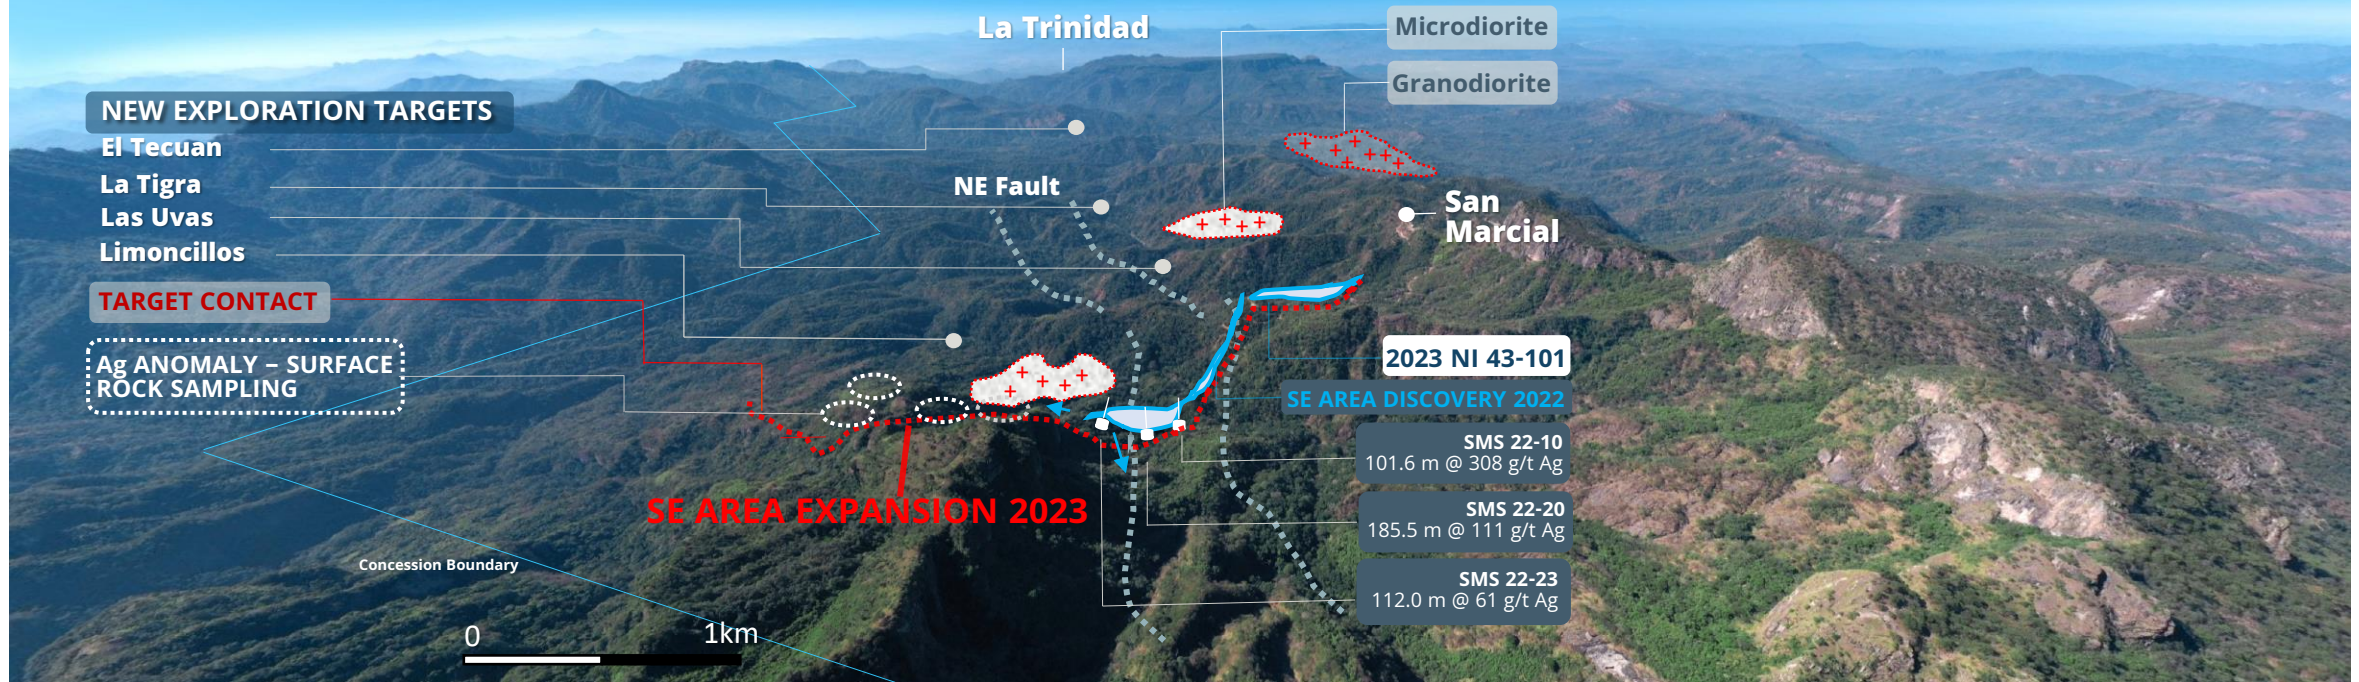 La Trinidad
Microdiorite
Granodiorite
NEW EXPLORATION TARGETS
El Tecuan
La Tigra
Las Uvas
Limoncillos
NE Fault
San
Marcial
TARGET CONTACT
Ag ANOMALY – SURFACE
ROCK SAMPLING
2023 NI 43-101
SE AREA DISCOVERY 2022
SMS 22-10
101.6 m @ 308 g/t Ag
SMS 22-20
185.5 m @ 111 g/t Ag
SMS 22-23
112.0 m @ 61 g/t Ag
SE AREA EXPANSION 2023
Concession Boundary
0
1km